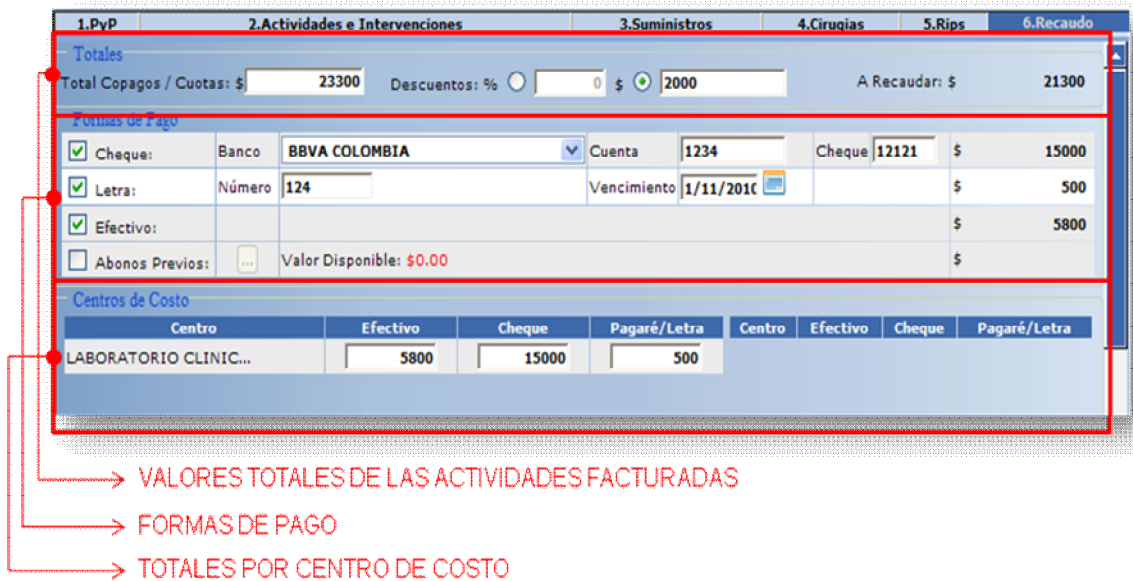 1.PyP 2.Actividades e Intervenciones 3.Suministros 4.Cirugias 5.Rips 6.Recaudo
Totales
Total Copagos / Cuotas: $ 23300 Descuentos: % 0 $ 2000 A Recaudar: $ 21300
Formas de Pago
Cheque: Banco BBVA COLOMBIA Cuenta 1234 Cheque 12121 $ 15000
Letra: Número 124 Vencimiento 1/11/2010 $ 500
Efectivo: $ 5800
Abonos Previos: ... Valor Disponible: $0.00 $
Centros de Costo
Centro Efectivo Cheque Pagaré/Letra Centro Efectivo Cheque Pagaré/Letra
LABORATORIO CLINIC... 5800 15000 500
VALORES TOTALES DE LAS ACTIVIDADES FACTURADAS
FORMAS DE PAGO
TOTALES POR CENTRO DE COSTO